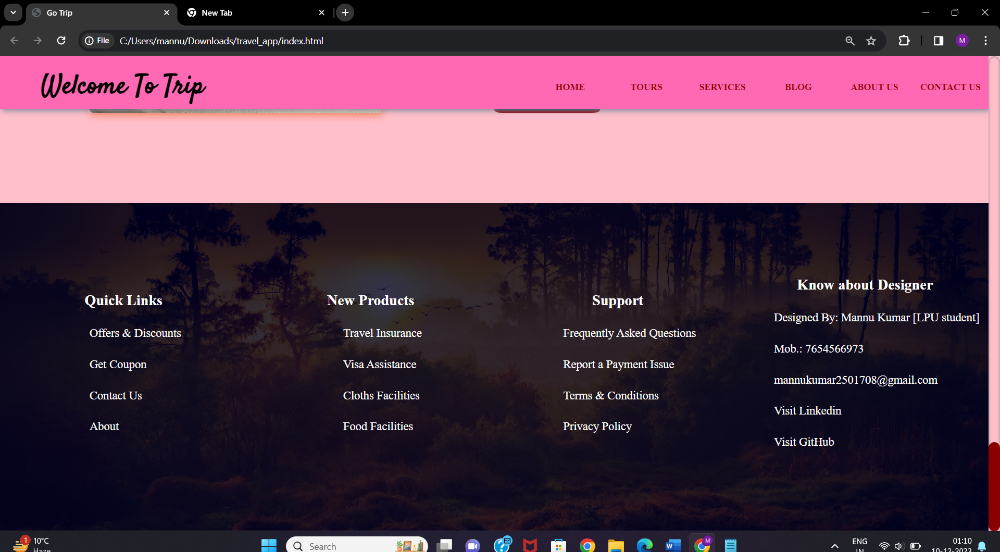 Go Trip
New Tab
File
C:/Users/mannu/Downloads/travel_app/index.html
M
Welcome To Trip
HOME
TOURS
SERVICES
BLOG
ABOUT US
CONTACT US
Quick Links
Offers & Discounts
Get Coupon
Contact Us
About
New Products
Travel Insurance
Visa Assistance
Cloths Facilities
Food Facilities
Support
Frequently Asked Questions
Report a Payment Issue
Terms & Conditions
Privacy Policy
Know about Designer
Designed By: Mannu Kumar [LPU student]
Mob.: 7654566973
mannukumar2501708@gmail.com
Visit Linkedin
Visit GitHub
1
10°C
Haze
Search
W
M
ENG
IN
01:10
10-12-2023